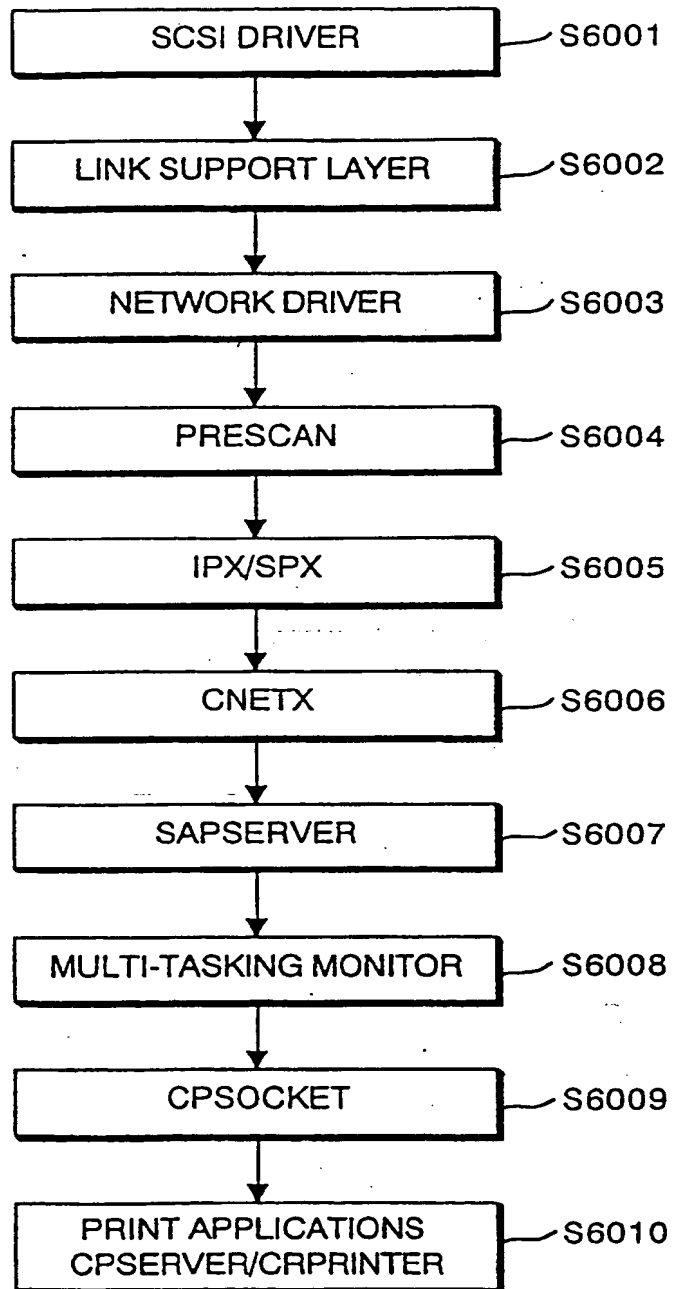 SCSI DRIVER
S6001
LINK SUPPORT LAYER
S6002
NETWORK DRIVER
S6003
PRESCAN
S6004
IPX/SPX
S6005
CNETX
S6006
SAPSERVER
S6007
MULTI-TASKING MONITOR
S6008
CPSOCKET
S6009
PRINT APPLICATIONS
CPSERVER/CRPRINTER
S6010